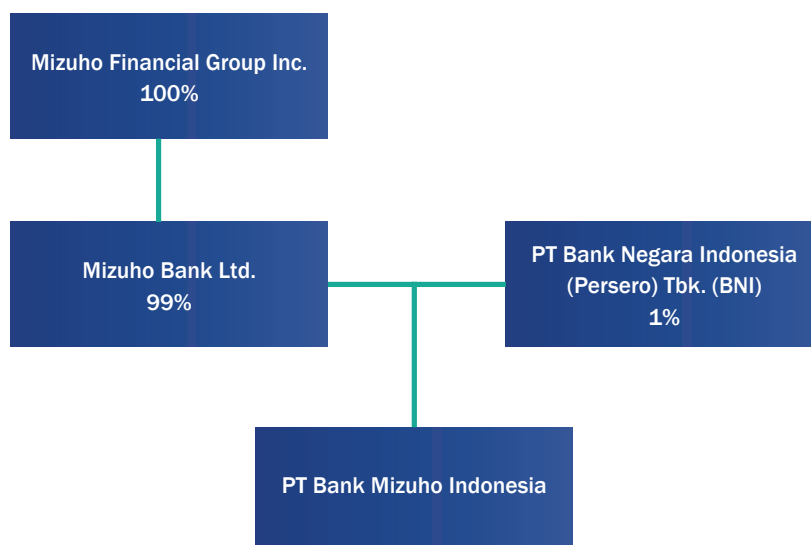 Mizuho Financial Group Inc.
100%
Mizuho Bank Ltd.
99%
PT Bank Negara Indonesia
(Persero) Tbk. (BNI)
1%
PT Bank Mizuho Indonesia